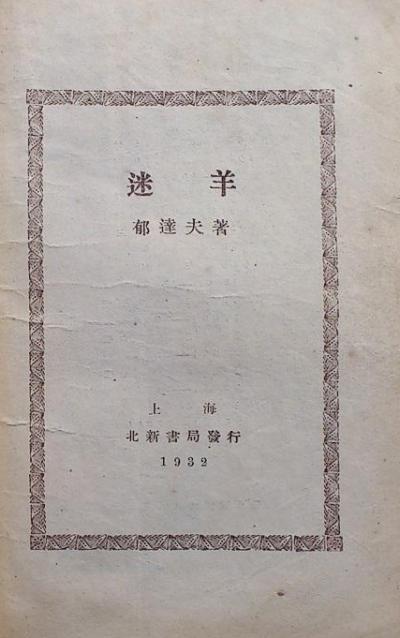 迷羊
郁達夫著
上海
北新書局發行
1932